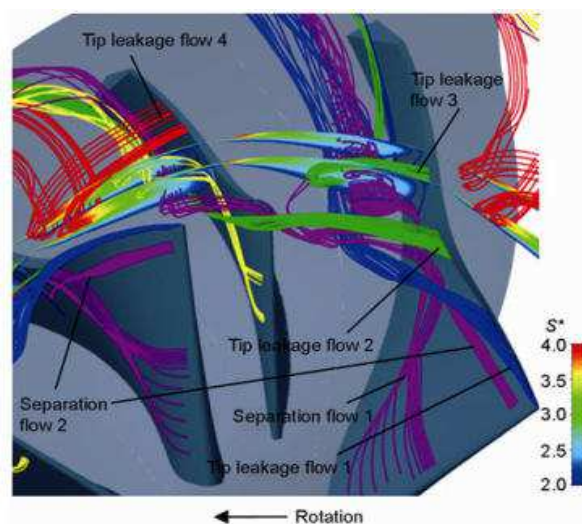 Tip leakage flow 4
Tip leakage
flow 3
S*
4.0
3.5
3.0
2.5
2.0
Tip leakage flow 2
Separation
flow 2
Separation flow 1
Tip leakage flow 1
Rotation